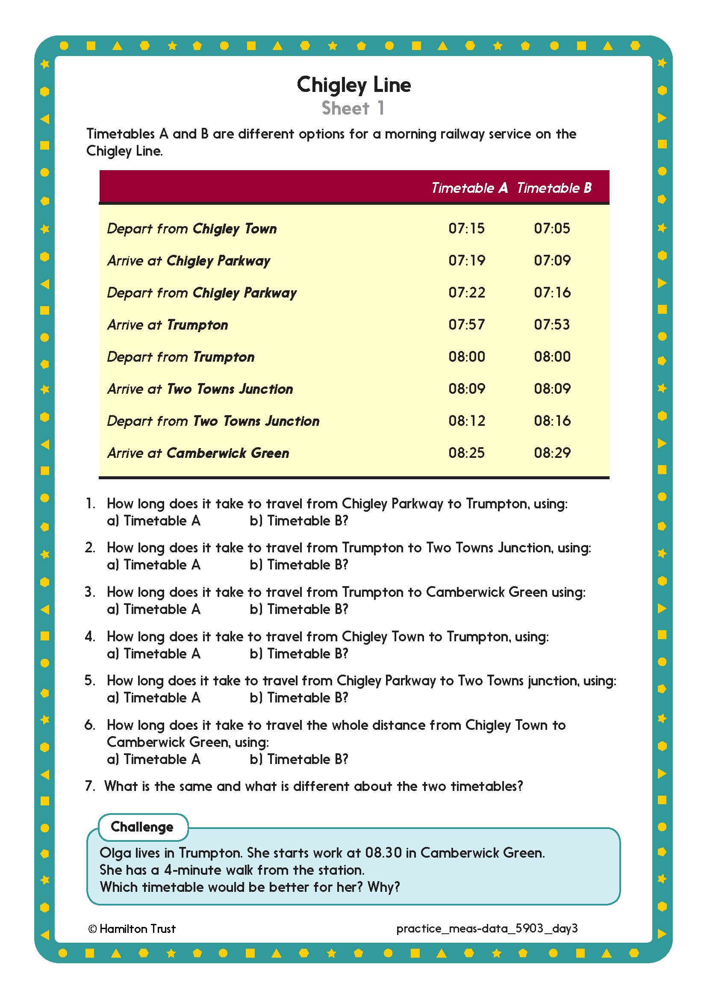 Chigley Line
Sheet 1
Timetables A and B are different options for a morning railway service on the
Chigley Line.
Timetable A Timetable B
Depart from Chigley Town 07:15 07:05
Arrive at Chigley Parkway 07:19 07:09
Depart from Chigley Parkway 07:22 07:16
Arrive at Trumpton 07:57 07:53
Depart from Trumpton 08:00 08:00
Arrive at Two Towns Junction 08:09 08:09
Depart from Two Towns Junction 08:12 08:16
Arrive at Camberwick Green 08:25 08:29
1. How long does it take to travel from Chigley Parkway to Trumpton, using:
a) Timetable A b) Timetable B?
2. How long does it take to travel from Trumpton to Two Towns Junction, using:
a) Timetable A b) Timetable B?
3. How long does it take to travel from Trumpton to Camberwick Green using:
a) Timetable A b) Timetable B?
4. How long does it take to travel from Chigley Town to Trumpton, using:
a) Timetable A b) Timetable B?
5. How long does it take to travel from Chigley Parkway to Two Towns junction, using:
a) Timetable A b) Timetable B?
6. How long does it take to travel the whole distance from Chigley Town to
Camberwick Green, using:
a) Timetable A b) Timetable B?
7. What is the same and what is different about the two timetables?
Challenge
Olga lives in Trumpton. She starts work at 08.30 in Camberwick Green.
She has a 4-minute walk from the station.
Which timetable would be better for her? Why?
© Hamilton Trust practice_meas-data_5903_day3